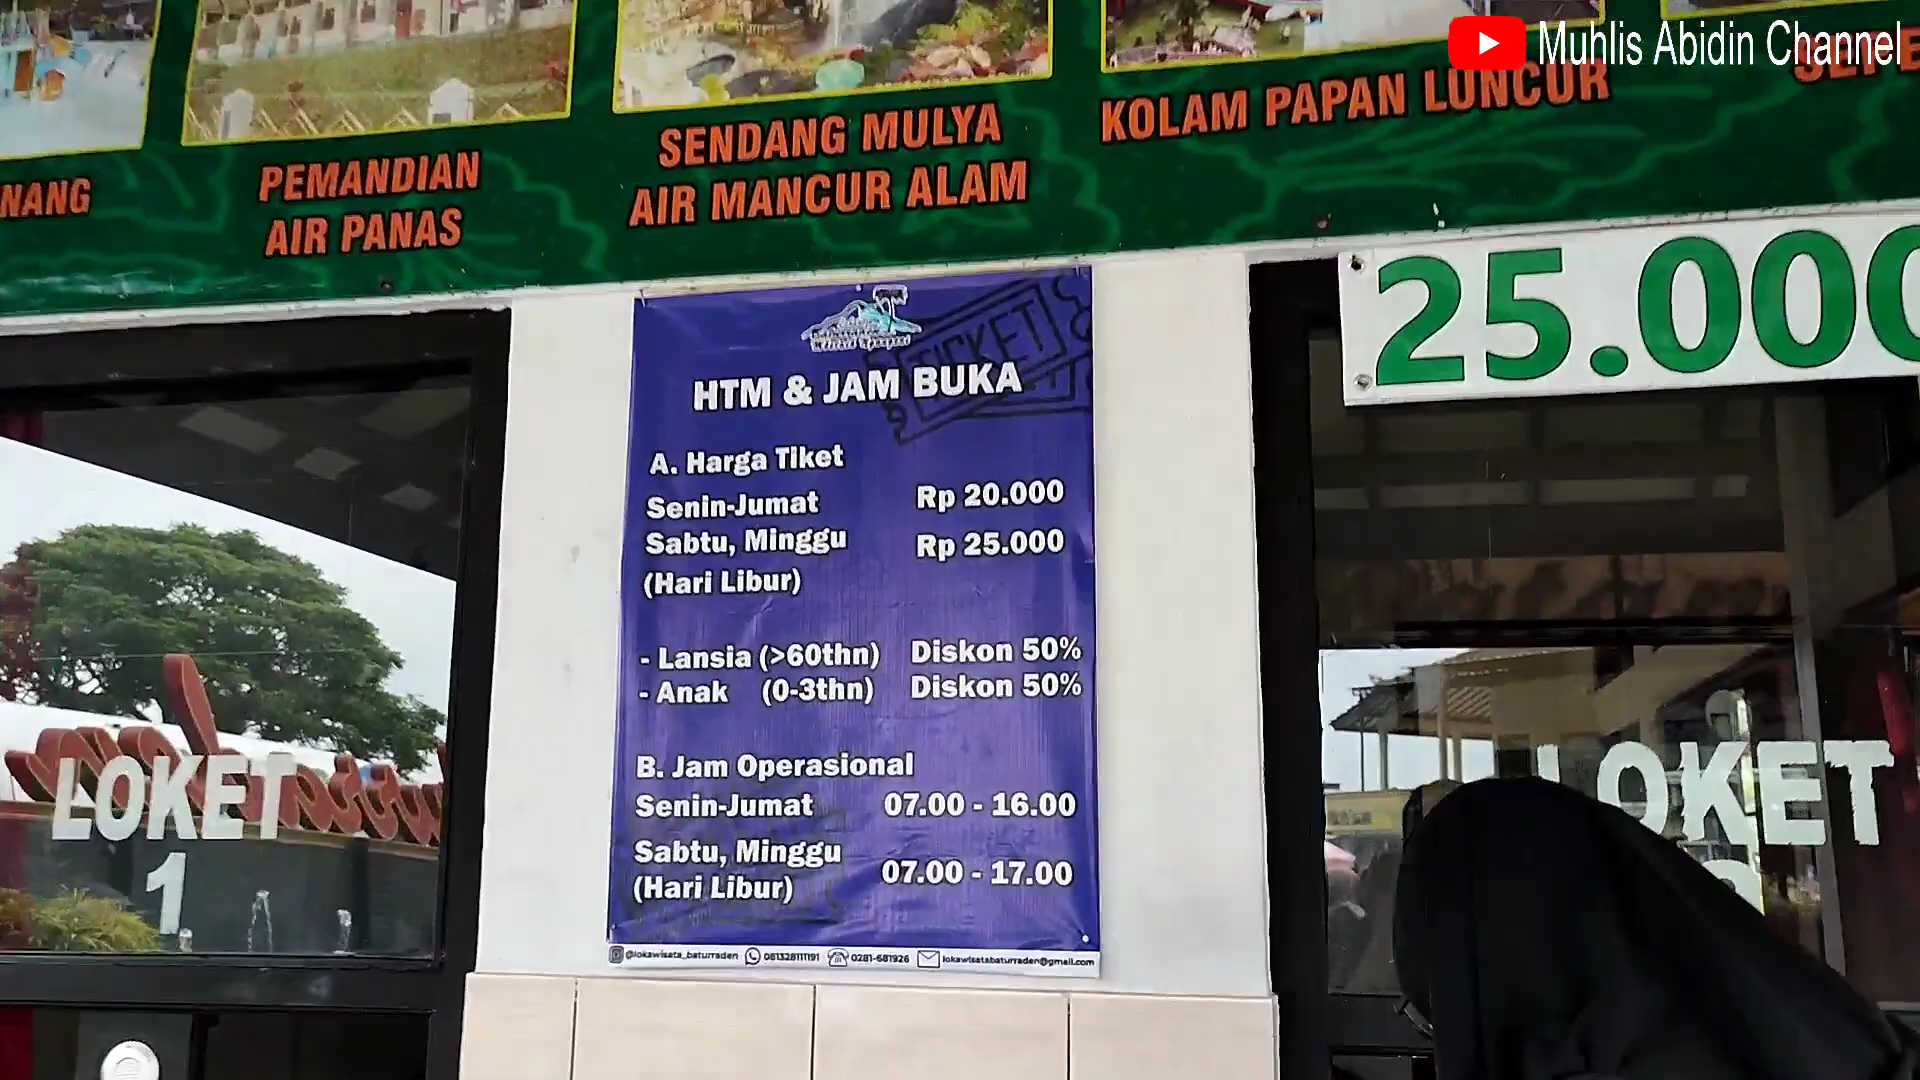 Muhlis Abidin Channel
NANG
PEMANDIAN
AIR PANAS
SENDANG MULYA
AIR MANCUR ALAM
KOLAM PAPAN LUNCUR
25.000
TICKET
HTM & JAM BUKA
A. Harga Tiket
Senin-Jumat Rp 20.000
Sabtu, Minggu Rp 25.000
(Hari Libur)
- Lansia (>60thn) Diskon 50%
- Anak (0-3thn) Diskon 50%
B. Jam Operasional
Senin-Jumat 07.00 - 16.00
Sabtu, Minggu 07.00 - 17.00
(Hari Libur)
@lokawisata_baturraden 081328111191 0281-681926 lokawisatabaturraden@gmail.com
LOKET
1
LOKET